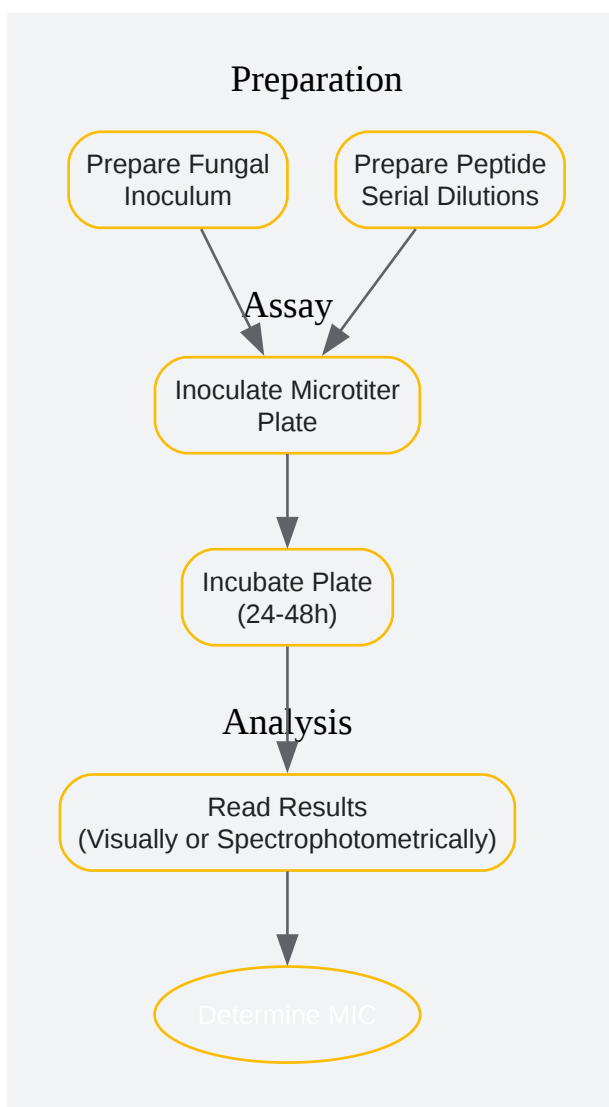 Preparation
Prepare Fungal
Inoculum
Prepare Peptide
Serial Dilutions
Assay
Inoculate Microtiter
Plate
Incubate Plate
(24-48h)
Analysis
Read Results
(Visually or Spectrophotometrically)
Determine MIC